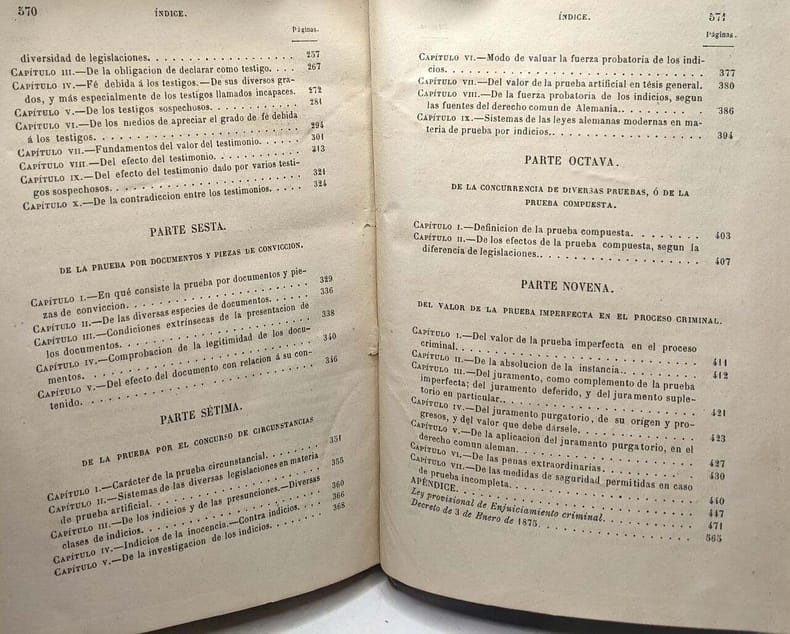 570
ÍNDICE.
Páginas.
diversidad de legislaciones. 257
CAPÍTULO III.—De la obligacion de declarar como testigo. 267
CAPÍTULO IV.—Fé debida á los testigos.—De sus diversos gra-
dos, y más especialmente de los testigos llamados incapaces. 272
CAPÍTULO V.—De los testigos sospechosos. 281
CAPÍTULO VI.—De los medios de apreciar el grado de fé debida
á los testigos. 294
CAPÍTULO VII.—Fundamentos del valor del testimonio. 301
CAPÍTULO VIII.—Del efecto del testimonio. 313
CAPÍTULO IX.—Del efecto del testimonio dado por varios testi-
gos sospechosos. 321
CAPÍTULO X.—De la contradiccion entre los testimonios. 324
PARTE SESTA.
DE LA PRUEBA POR DOCUMENTOS Y PIEZAS DE CONVICCION.
CAPÍTULO I.—En qué consiste la prueba por documentos y pie-
zas de conviccion. 329
CAPÍTULO II.—De las diversas especies de documentos. 336
CAPÍTULO III.—Condiciones extrínsecas de la presentacion de
los documentos. 338
CAPÍTULO IV.—Comprobacion de la legitimidad de los docu-
mentos. 340
CAPÍTULO V.—Del efecto del documento con relacion á su con-
tenido. 346
PARTE SÉTIMA.
DE LA PRUEBA POR EL CONCURSO DE CIRCUNSTANCIAS
CAPÍTULO I.—Carácter de la prueba circunstancial. 351
CAPÍTULO II.—Sistemas de las diversas legislaciones en materia
de prueba artificial. 355
CAPÍTULO III.—De los indicios y de las presunciones.—Diversas
clases de indicios. 360
CAPÍTULO IV.—Indicios de la inocencia.—Contra indicios. 366
CAPÍTULO V.—De la investigacion de los indicios. 368
ÍNDICE.
571
Páginas.
CAPÍTULO VI.—Modo de valuar la fuerza probatoria de los indi-
cios. 377
CAPÍTULO VII.—Del valor de la prueba artificial en tésis general. 380
CAPÍTULO VIII.—De la fuerza probatoria de los indicios, segun
las fuentes del derecho comun de Alemania. 386
CAPÍTULO IX.—Sistemas de las leyes alemanas modernas en ma-
teria de prueba por indicios. 394
PARTE OCTAVA.
DE LA CONCURRENCIA DE DIVERSAS PRUEBAS, Ó DE LA
PRUEBA COMPUESTA.
CAPÍTULO I.—Definicion de la prueba compuesta. 403
CAPÍTULO II.—De los efectos de la prueba compuesta, segun la
diferencia de legislaciones. 407
PARTE NOVENA.
DEL VALOR DE LA PRUEBA IMPERFECTA EN EL PROCESO CRIMINAL.
CAPÍTULO I.—Del valor de la prueba imperfecta en el proceso
criminal. 411
CAPÍTULO II.—De la absolucion de la instancia. 412
CAPÍTULO III.—Del juramento, como complemento de la prueba
imperfecta; del juramento deferido, y del juramento suple-
torio en particular. 421
CAPÍTULO IV.—Del juramento purgatorio, de su origen y pro-
gresos, y del valor que debe dársele. 423
CAPÍTULO V.—De la aplicacion del juramento purgatorio, en el
derecho comun aleman. 427
CAPÍTULO VI.—De las penas extraordinarias. 430
CAPÍTULO VII.—De las medidas de seguridad permitidas en caso
de prueba incompleta. 440
APÉNDICE. 447
Ley provisional de Enjuiciamiento criminal. 471
Decreto de 3 de Enero de 1875. 565